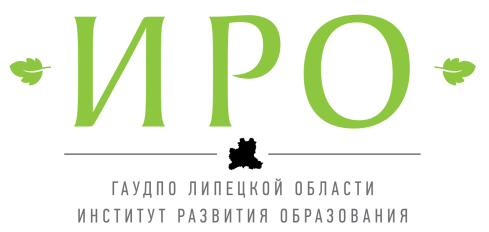 ИРО
ГАУДПО ЛИПЕЦКОЙ ОБЛАСТИ
ИНСТИТУТ РАЗВИТИЯ ОБРАЗОВАНИЯ